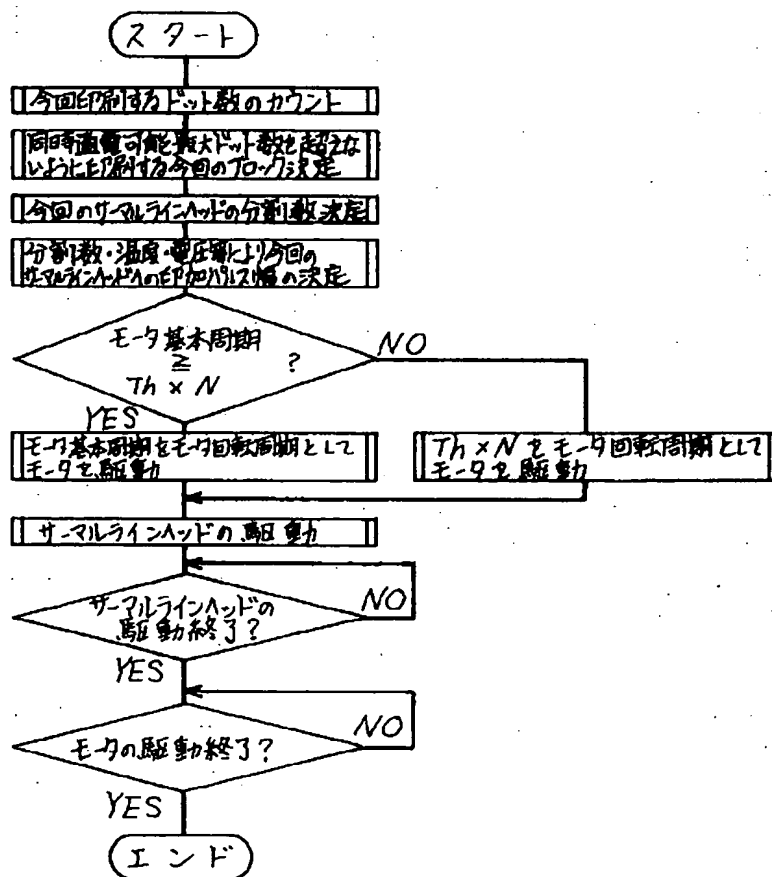 スタート
今回印刷するドット数のカウント
同時通電可能最大ドット数を超えな
いように印刷する今回のブロック決定
今回のサーマルラインヘッドの分割数決定
分割数・温度・電圧等により今回の
サーマルラインヘッドへの印加パルス幅の決定
モータ基本周期
≧ ?
Th × N
NO
YES
モータ基本周期をモータ回転周期として
モータを駆動
Th × N をモータ回転周期として
モータを駆動
サーマルラインヘッドの駆動
サーマルラインヘッドの
駆動終了?
NO
YES
モータの駆動終了?
NO
YES
エンド